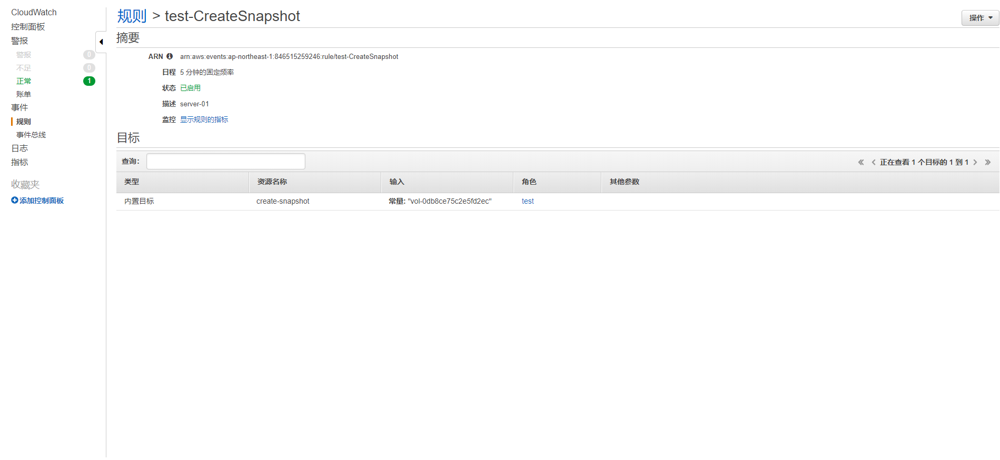 CloudWatch
控制面板
警报
警报 0
不足 0
正常 1
账单
事件
规则
事件总线
日志
指标
收藏夹
添加控制面板
规则 > test-CreateSnapshot
操作
摘要
ARN arn:aws:events:ap-northeast-1:846515259246:rule/test-CreateSnapshot
日程 5 分钟的固定频率
状态 已启用
描述 server-01
监控 显示规则的指标
目标
查询:
« < 正在查看 1 个目标的 1 到 1 > »
类型 资源名称 输入 角色 其他参数
内置目标 create-snapshot 常量: "vol-0db8ce75c2e5fd2ec" test